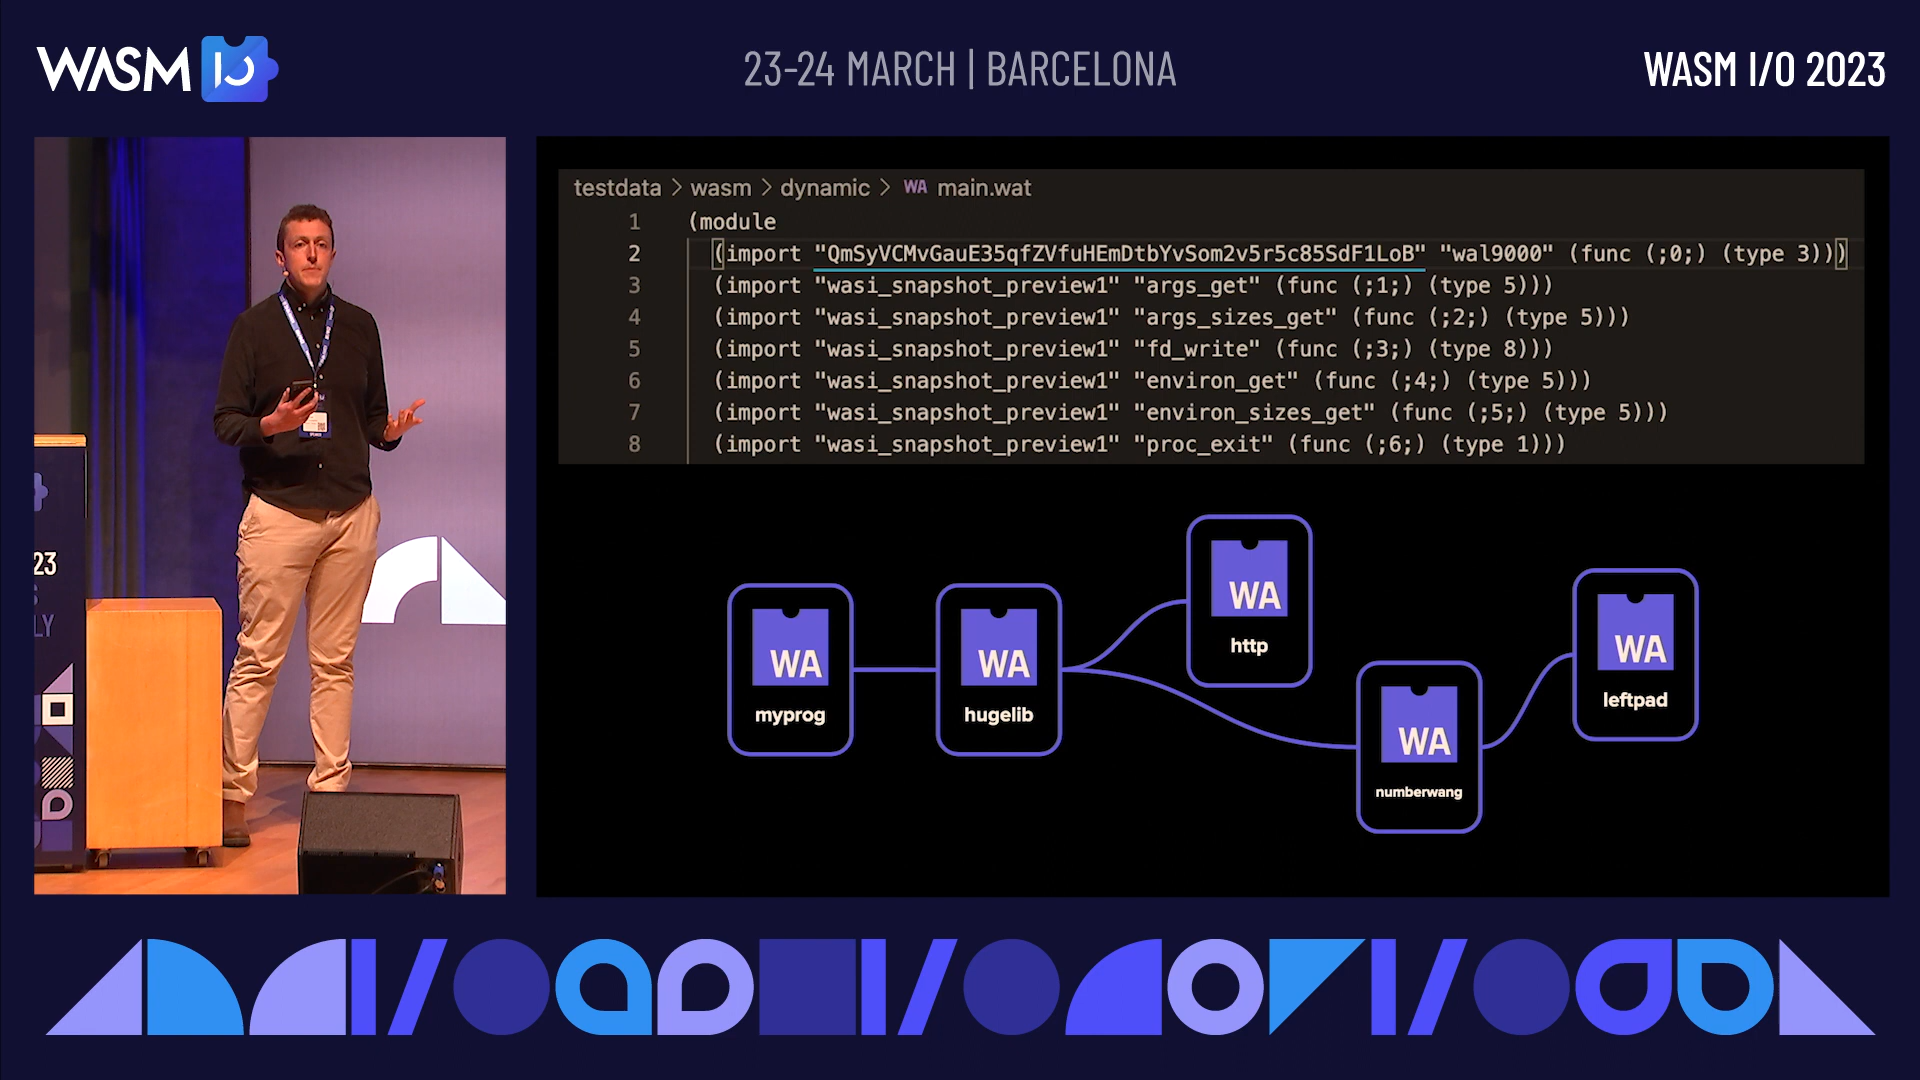 WASM IO
23-24 MARCH | BARCELONA
WASM I/O 2023
23
S
LY
testdata > wasm > dynamic > WA main.wat
1 (module
2 (import "QmSyVCMvGauE35qfZVfuHEmDtbYvSom2v5r5c85SdF1LoB" "wal9000" (func (;0;) (type 3)))
3 (import "wasi_snapshot_preview1" "args_get" (func (;1;) (type 5)))
4 (import "wasi_snapshot_preview1" "args_sizes_get" (func (;2;) (type 5)))
5 (import "wasi_snapshot_preview1" "fd_write" (func (;3;) (type 8)))
6 (import "wasi_snapshot_preview1" "environ_get" (func (;4;) (type 5)))
7 (import "wasi_snapshot_preview1" "environ_sizes_get" (func (;5;) (type 5)))
8 (import "wasi_snapshot_preview1" "proc_exit" (func (;6;) (type 1)))
WA
myprog
WA
hugelib
WA
http
WA
numberwang
WA
leftpad